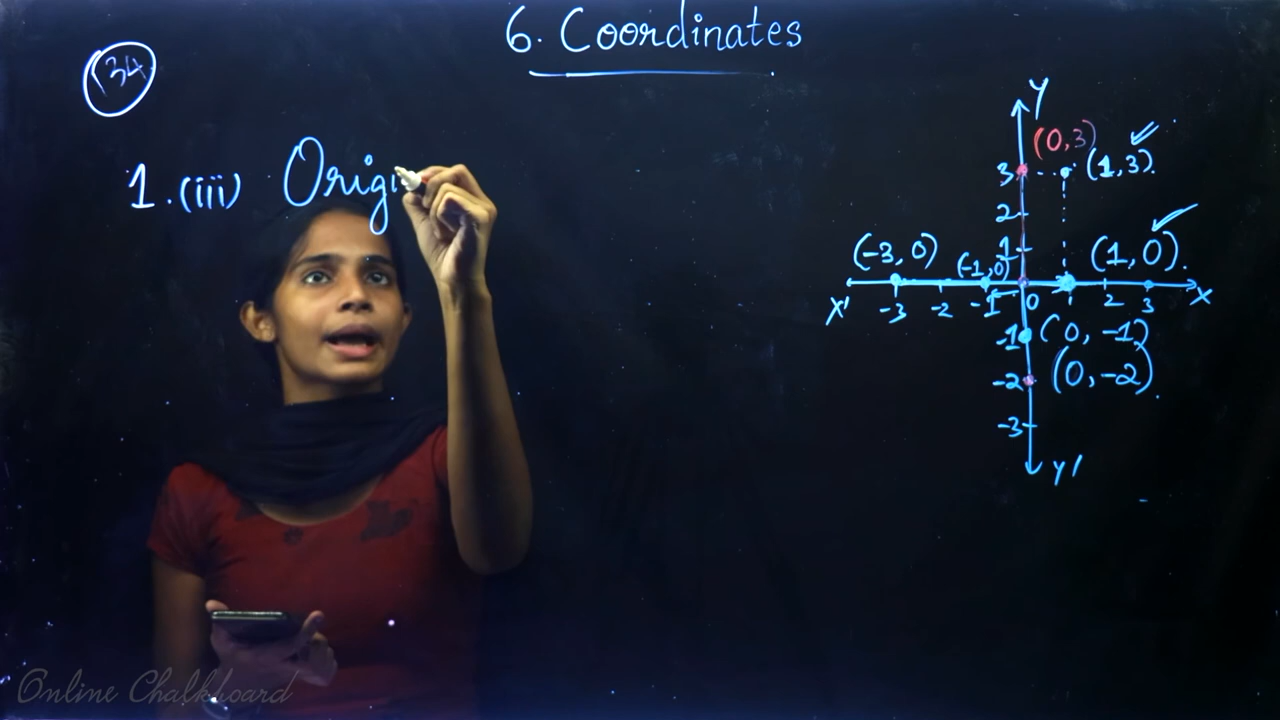 6. Coordinates
34
1. (iii) Origi
Y
(0,3)
3 (1,3).
2
1
(-3, 0) (-1,0) (1,0).
X' -3 -2 -1 0 1 2 3 X
-1 (0, -1)
-2 (0, -2).
-3
Y'
Online Chalkboard